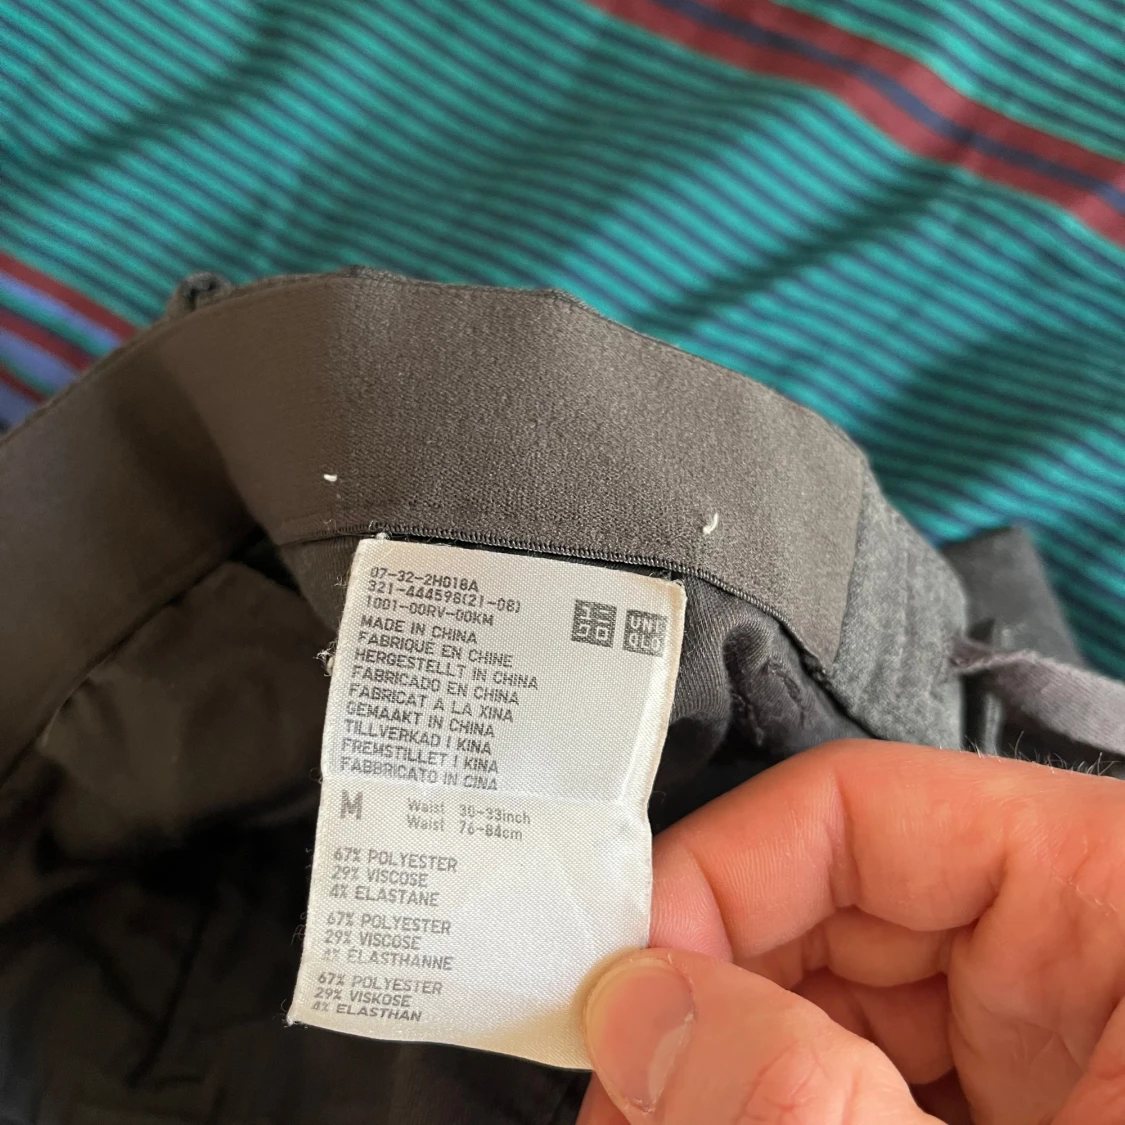 07-32-2H018A
321-444598(21-08)
1001-00RV-00KM
UNI
QLO
MADE IN CHINA
FABRIQUE EN CHINE
HERGESTELLT IN CHINA
FABRICADO EN CHINA
FABRICAT A LA XINA
GEMAAKT IN CHINA
TILLVERKAD I KINA
FREMSTILLET I KINA
FABBRICATO IN CINA
M
Waist 30-33inch
Waist 76-84cm
67% POLYESTER
29% VISCOSE
4% ELASTANE
67% POLYESTER
29% VISCOSE
4% ELASTHANNE
67% POLYESTER
29% VISKOSE
4% ELASTHAN